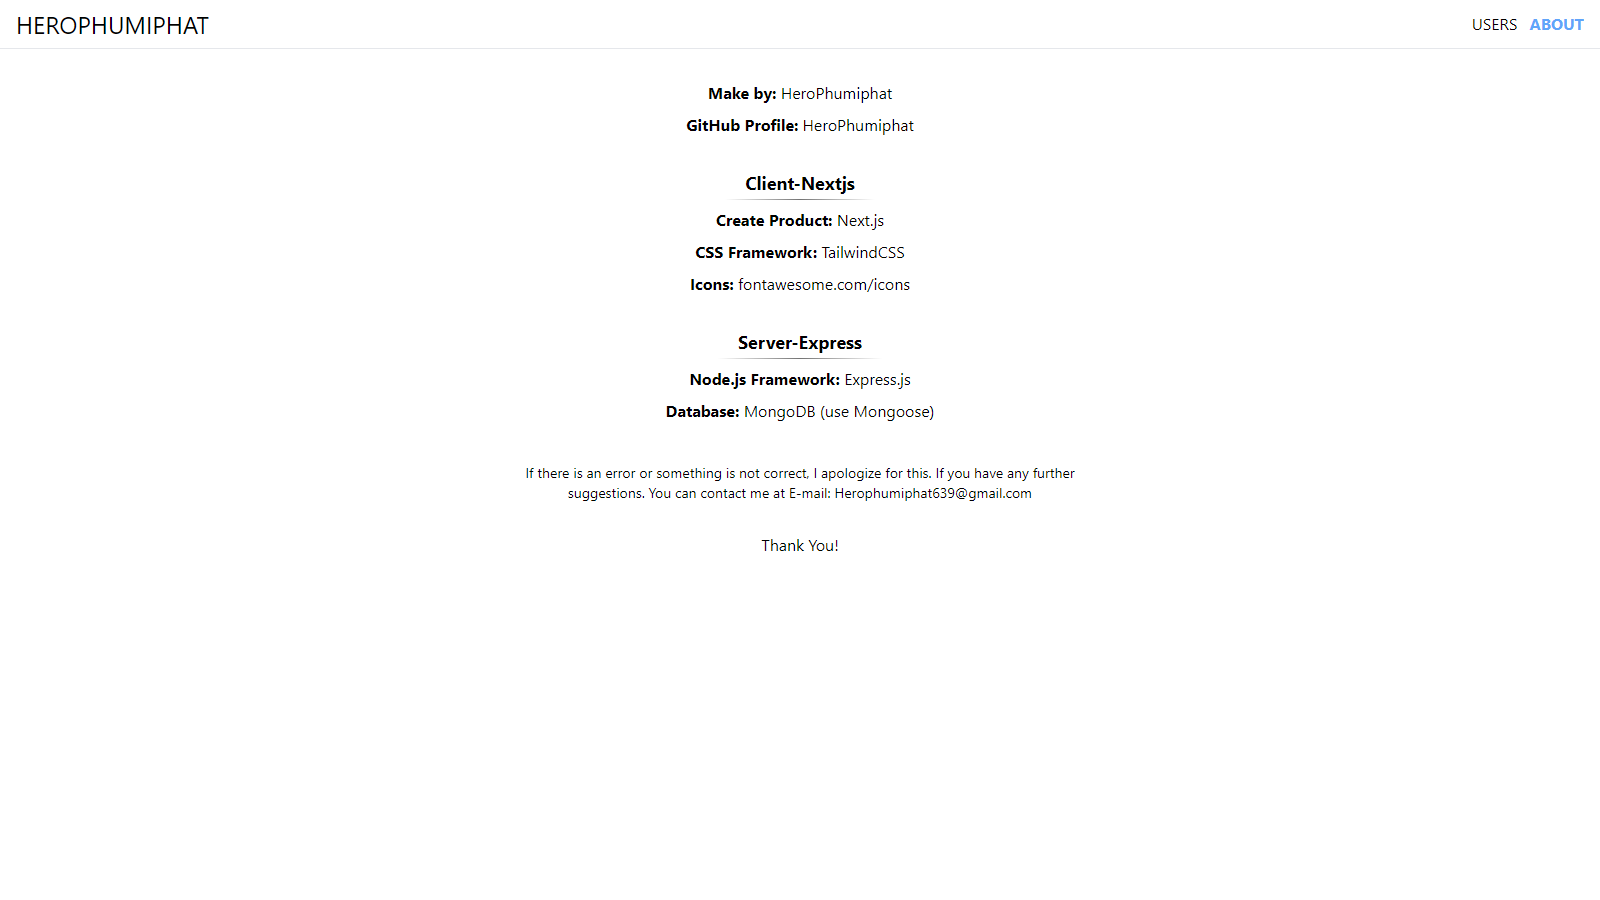 HEROPHUMIPHAT
USERS ABOUT
Make by: HeroPhumiphat
GitHub Profile: HeroPhumiphat
Client-Nextjs
Create Product: Next.js
CSS Framework: TailwindCSS
Icons: fontawesome.com/icons
Server-Express
Node.js Framework: Express.js
Database: MongoDB (use Mongoose)
If there is an error or something is not correct, I apologize for this. If you have any further
suggestions. You can contact me at E-mail: Herophumiphat639@gmail.com
Thank You!